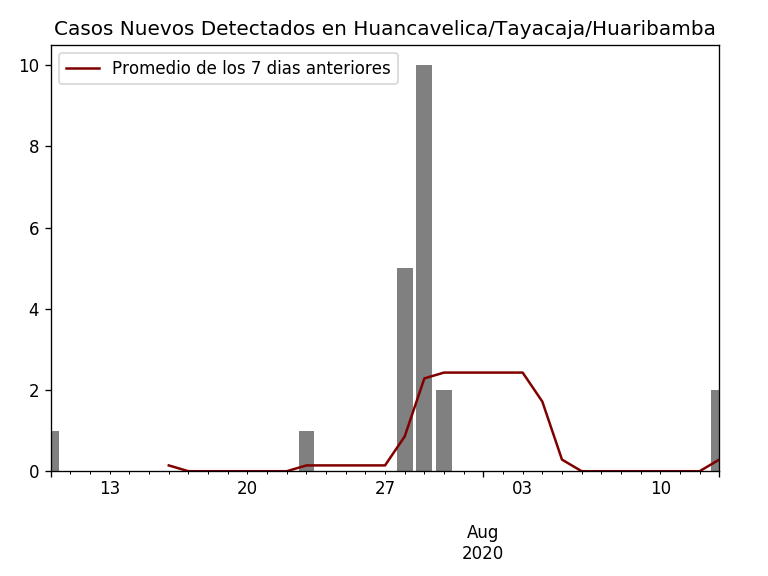 Casos Nuevos Detectados en Huancavelica/Tayacaja/Huaribamba
Promedio de los 7 dias anteriores
10
8
6
4
2
0
13 20 27 03 10
Aug
2020